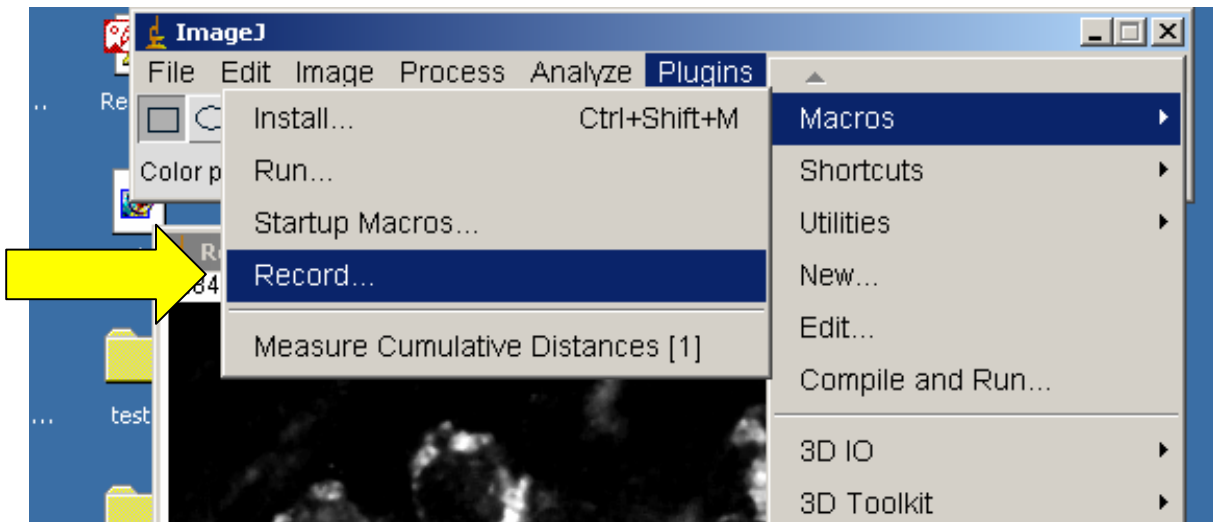 ImageJ
File Edit Image Process Analyze Plugins
Install... Ctrl+Shift+M
Run...
Startup Macros...
Record...
Measure Cumulative Distances [1]
Macros
Shortcuts
Utilities
New...
Edit...
Compile and Run...
3D IO
3D Toolkit
Color p
Re
..
R
84
test
...